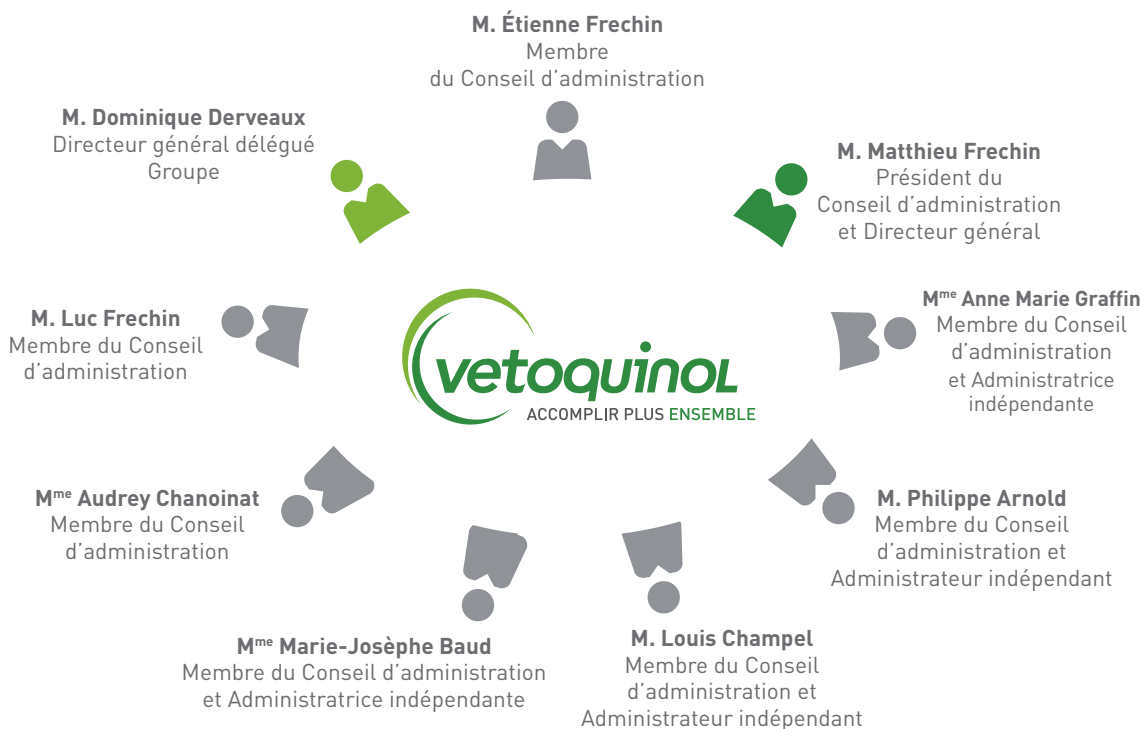 M. Étienne Frechin
Membre
du Conseil d'administration
M. Dominique Derveaux
Directeur général délégué
Groupe
M. Matthieu Frechin
Président du
Conseil d'administration
et Directeur général
M. Luc Frechin
Membre du Conseil
d'administration
Mme Anne Marie Graffin
Membre du Conseil
d'administration
et Administratrice
indépendante
vetoquinol
ACCOMPLIR PLUS ENSEMBLE
Mme Audrey Chanoinat
Membre du Conseil
d'administration
M. Philippe Arnold
Membre du Conseil
d'administration et
Administrateur indépendant
Mme Marie-Josèphe Baud
Membre du Conseil d'administration
et Administratrice indépendante
M. Louis Champel
Membre du Conseil
d'administration et
Administrateur indépendant